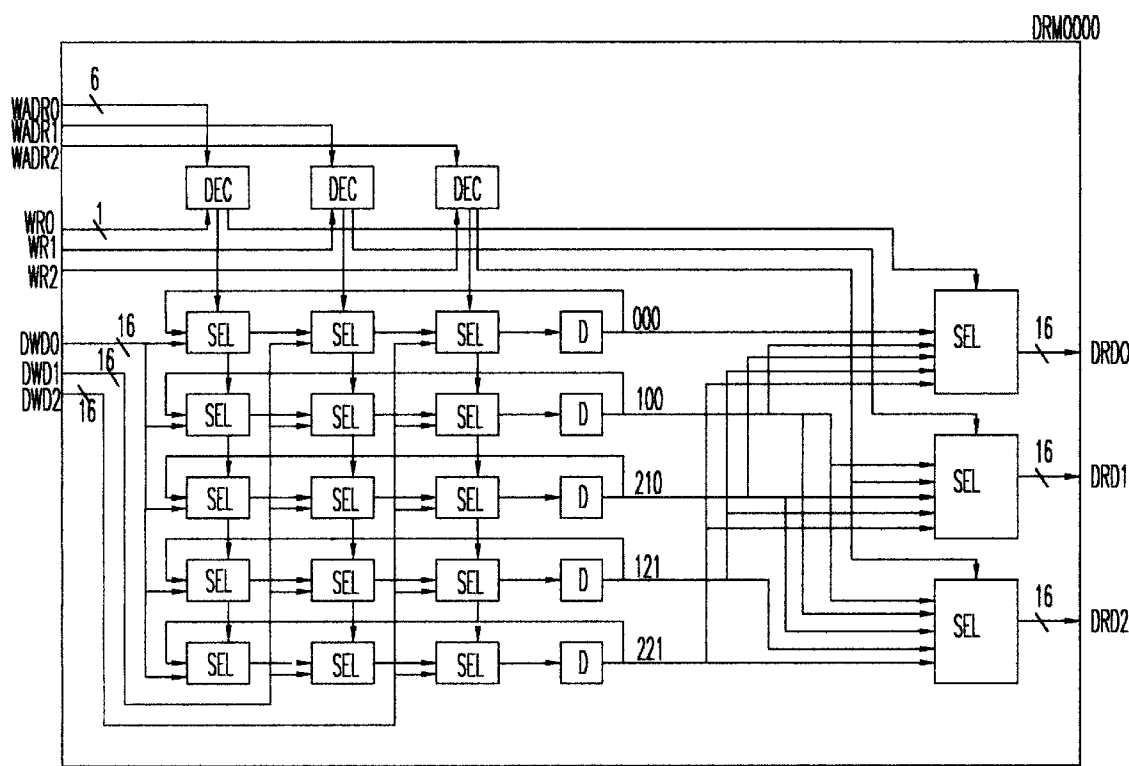 DRM0000
6
WADR0
WADR1
WADR2
DEC DEC DEC
1
WR0
WR1
WR2
16
DWD0
16
DWD1
DWD2
16
SEL SEL SEL D 000
SEL SEL SEL D 100
SEL SEL SEL D 210
SEL SEL SEL D 121
SEL SEL SEL D 221
SEL 16 DRD0
SEL 16 DRD1
SEL 16 DRD2